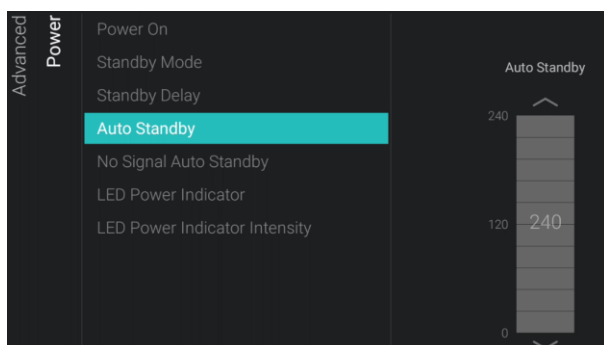 Advanced
Power
Power On
Standby Mode
Standby Delay
Auto Standby
No Signal Auto Standby
LED Power Indicator
LED Power Indicator Intensity
Auto Standby
240
120
240
0